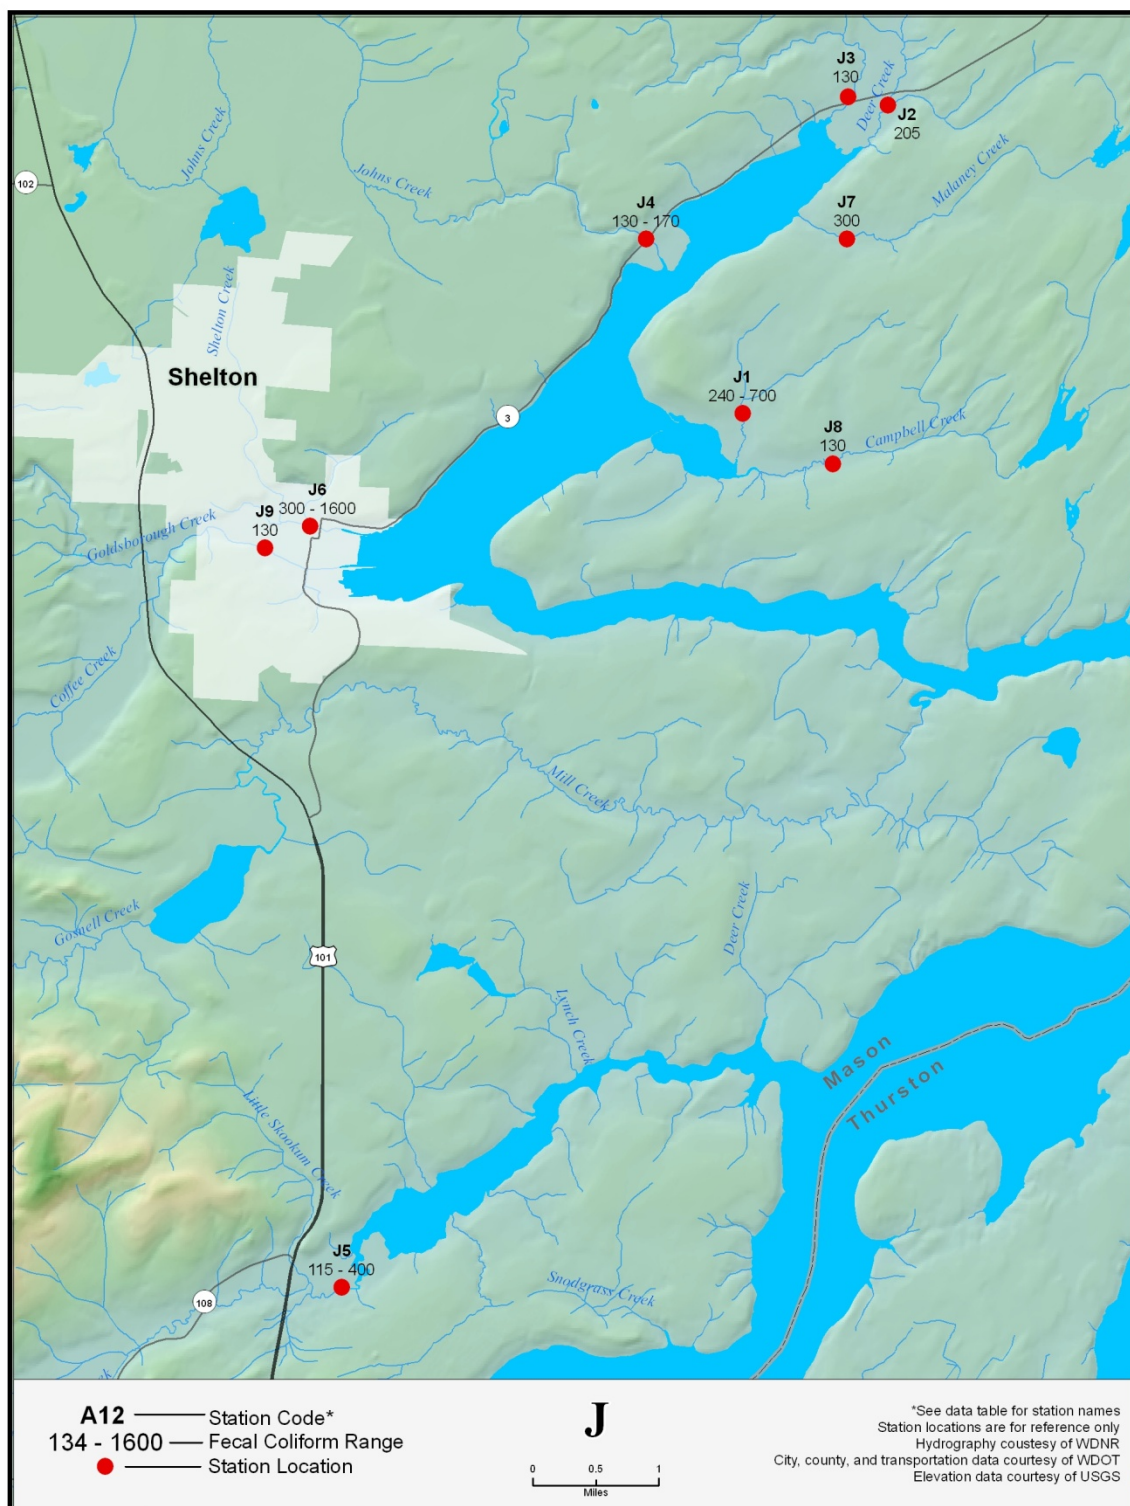 J3
130
Deer Creek
J2
205
Johns Creek
Johns Creek
Malaney Creek
102
J4
130 - 170
J7
300
Shelton Creek
Shelton
J1
240 - 700
3
J8
130
Campbell Creek
J6
300 - 1600
J9
130
Goldsborough Creek
Coffee Creek
Mill Creek
Deer Creek
Gosnell Creek
101
Lynch Creek
Mason
Thurston
Little Skookum Creek
J5
115 - 400
Snodgrass Creek
108
ek
A12 Station Code*
134 - 1600 Fecal Coliform Range
Station Location
J
0 0.5 1
Miles
*See data table for station names
Station locations are for reference only
Hydrography coustesy of WDNR
City, county, and transportation data courtesy of WDOT
Elevation data courtesy of USGS